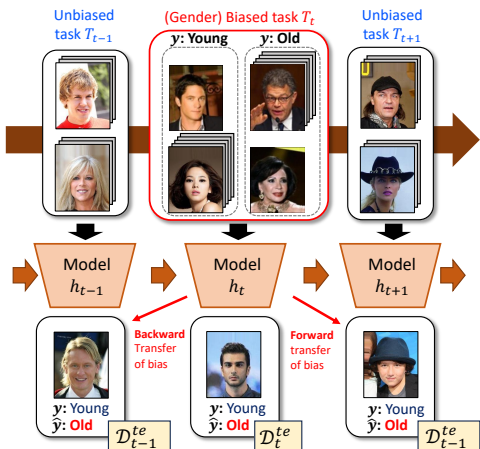 Unbiased
task T_{t−1}
(Gender) Biased task T_t
Unbiased
task T_{t+1}
y: Young
y: Old
Model
h_{t−1}
Model
h_t
Model
h_{t+1}
Backward
Transfer
of bias
Forward
transfer
of bias
y: Young
ŷ: Old
D^{te}_{t−1}
y: Young
ŷ: Old
D^{te}_t
y: Young
ŷ: Old
D^{te}_{t−1}